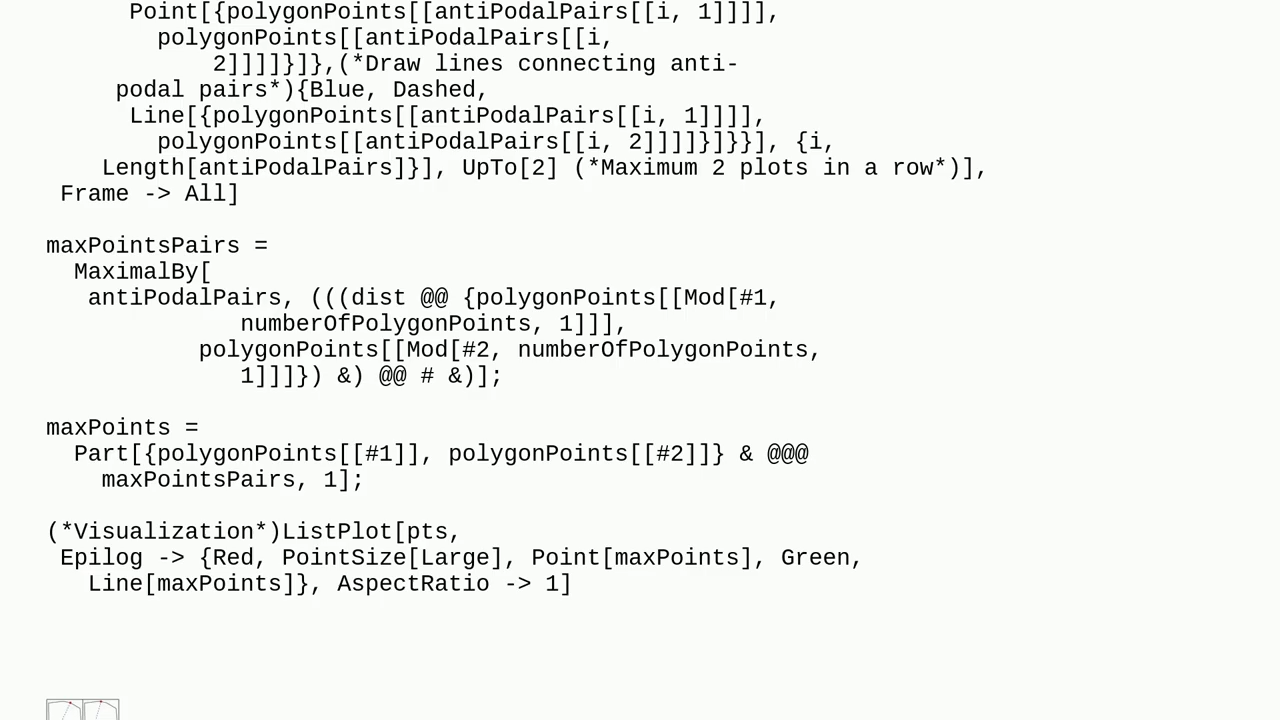 Point[{polygonPoints[[antiPodalPairs[[i, 1]]]],
polygonPoints[[antiPodalPairs[[i,
2]]]]}]},(*Draw lines connecting anti-
podal pairs*){Blue, Dashed,
Line[{polygonPoints[[antiPodalPairs[[i, 1]]]],
polygonPoints[[antiPodalPairs[[i, 2]]]]}]}}], {i,
Length[antiPodalPairs]}], UpTo[2] (*Maximum 2 plots in a row*)],
Frame -> All]
maxPointsPairs =
MaximalBy[
antiPodalPairs, (((dist @@ {polygonPoints[[Mod[#1,
numberOfPolygonPoints, 1]]],
polygonPoints[[Mod[#2, numberOfPolygonPoints,
1]]]}) &) @@ # &)];
maxPoints =
Part[{polygonPoints[[#1]], polygonPoints[[#2]]} & @@@
maxPointsPairs, 1];
(*Visualization*)ListPlot[pts,
Epilog -> {Red, PointSize[Large], Point[maxPoints], Green,
Line[maxPoints]}, AspectRatio -> 1]